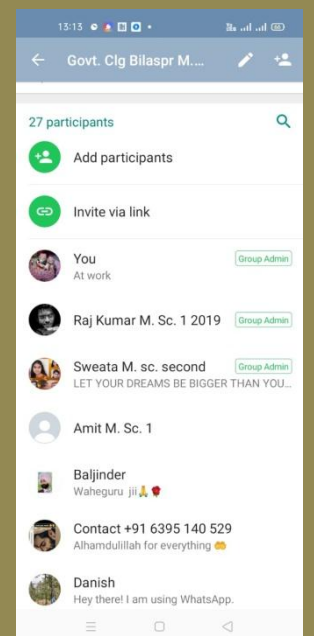 13:13
Govt. Clg Bilaspr M....
27 participants
Add participants
Invite via link
You
Group Admin
At work
Raj Kumar M. Sc. 1 2019
Group Admin
Sweata M. sc. second
Group Admin
LET YOUR DREAMS BE BIGGER THAN YOU...
Amit M. Sc. 1
Baljinder
Waheguru jii🙏🌹
Contact +91 6395 140 529
Alhamdulillah for everything 🤲
Danish
Hey there! I am using WhatsApp.